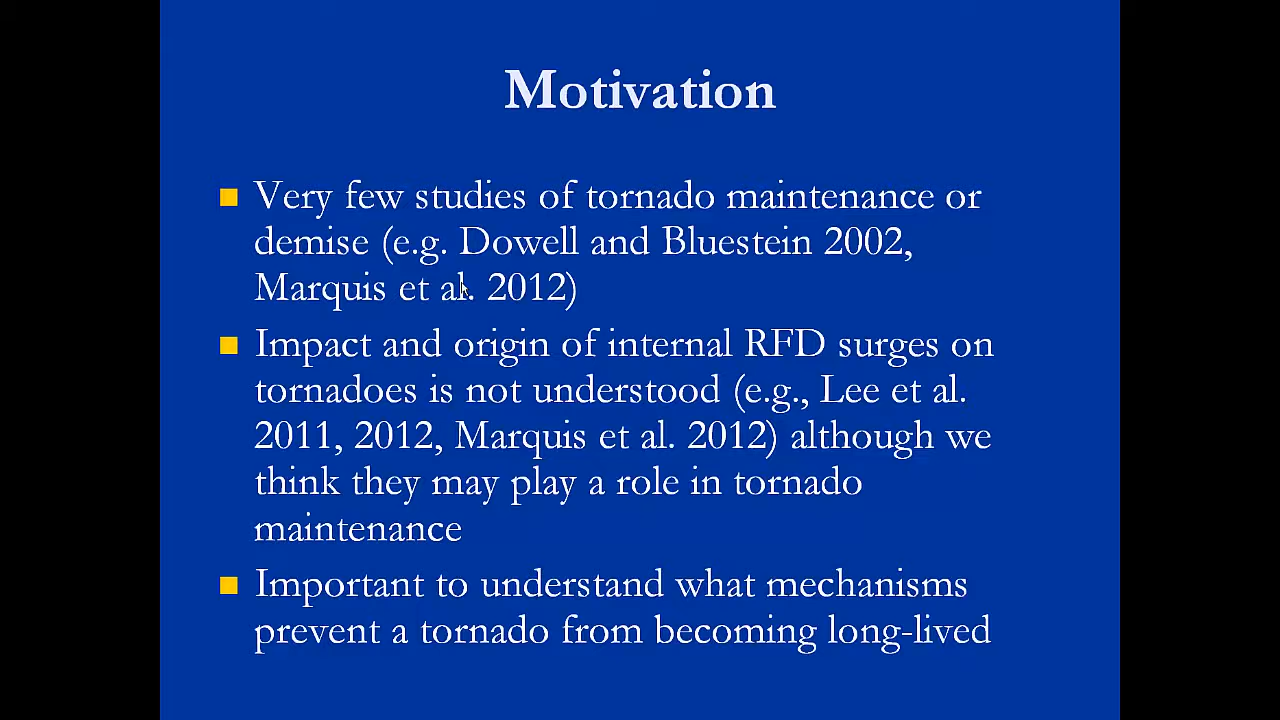 Motivation
Very few studies of tornado maintenance or
demise (e.g. Dowell and Bluestein 2002,
Marquis et al. 2012)
Impact and origin of internal RFD surges on
tornadoes is not understood (e.g., Lee et al.
2011, 2012, Marquis et al. 2012) although we
think they may play a role in tornado
maintenance
Important to understand what mechanisms
prevent a tornado from becoming long-lived